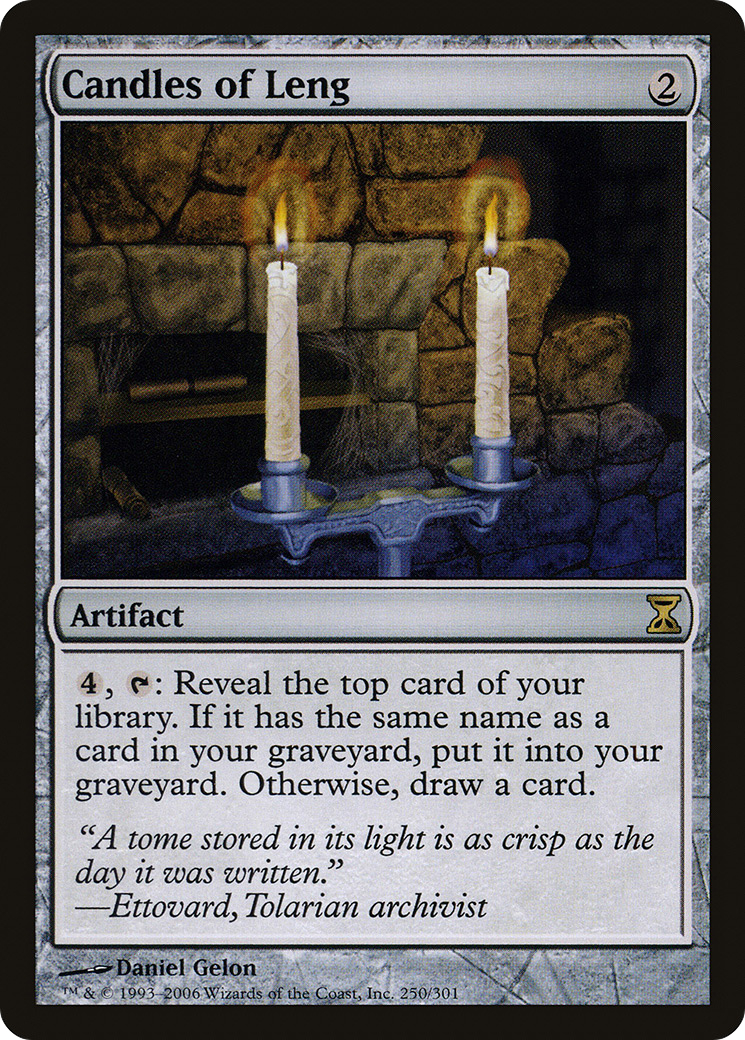 Candles of Leng 2
Artifact
4, : Reveal the top card of your
library. If it has the same name as a
card in your graveyard, put it into your
graveyard. Otherwise, draw a card.
“A tome stored in its light is as crisp as the
day it was written.”
—Ettovard, Tolarian archivist
Daniel Gelon
™ & © 1993–2006 Wizards of the Coast, Inc. 250/301